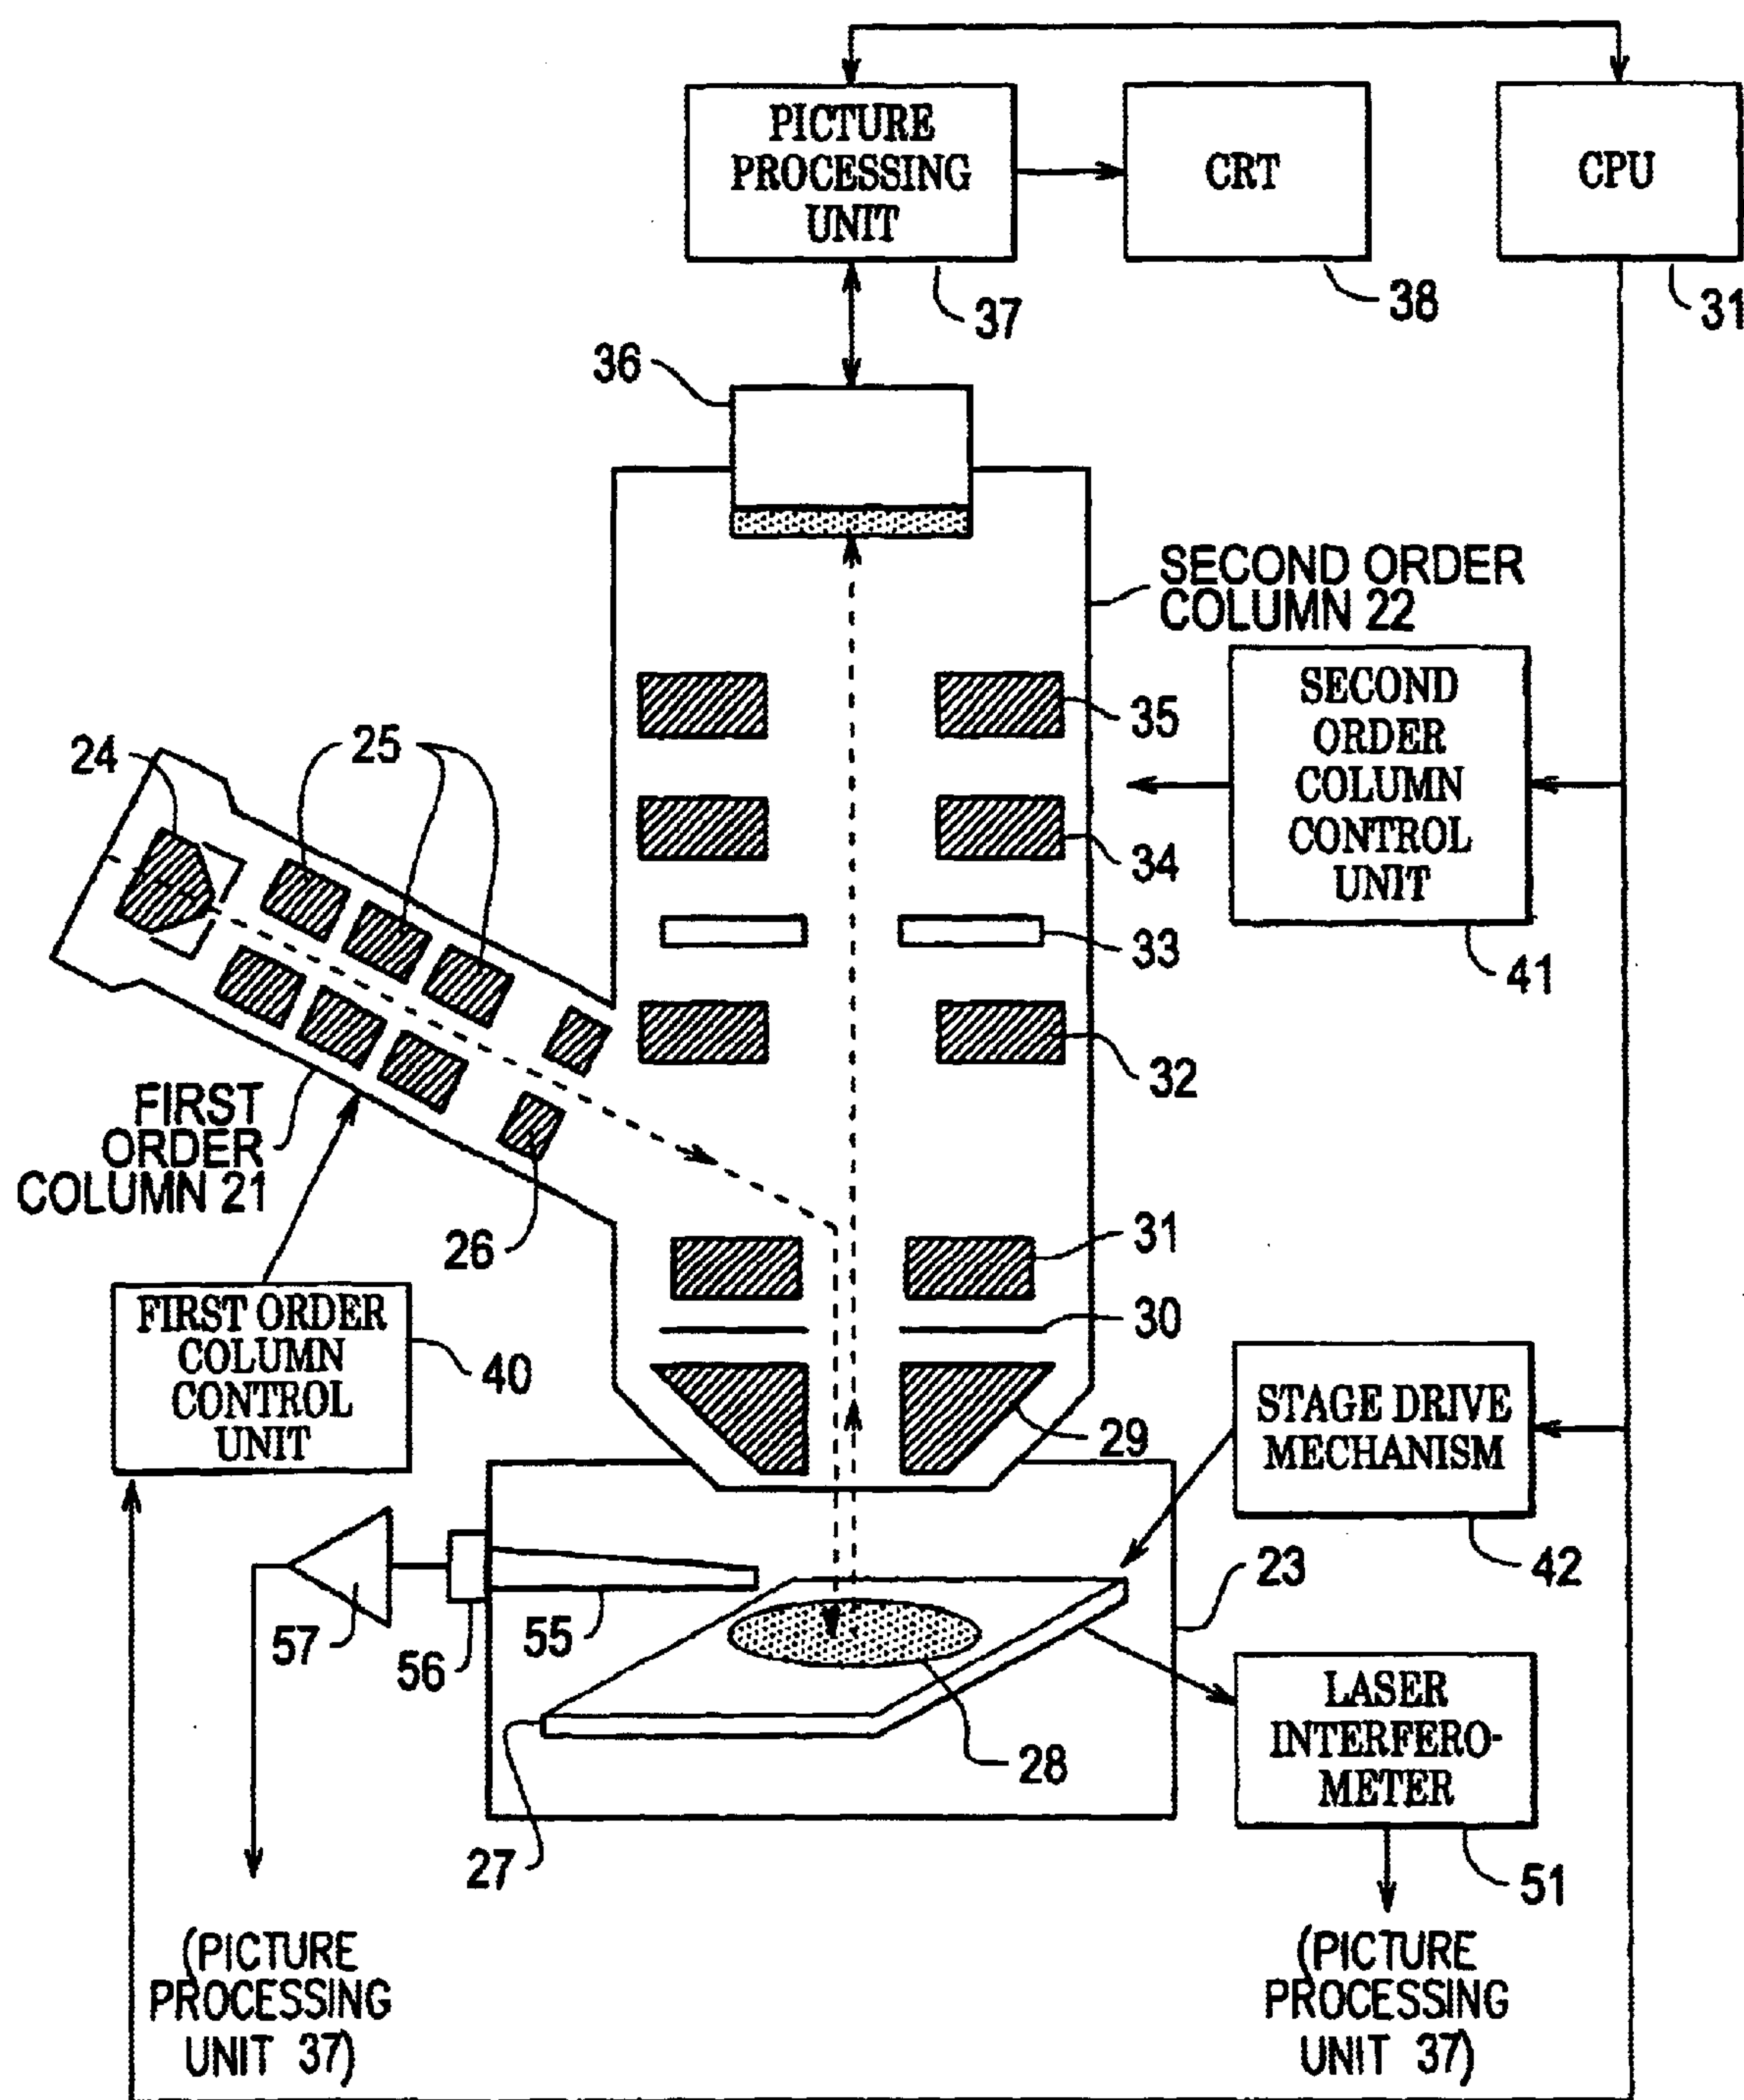 PICTURE
PROCESSING
UNIT
CRT
CPU
37
38
31
36
SECOND ORDER
COLUMN 22
SECOND
ORDER
COLUMN
CONTROL
UNIT
41
35
34
33
32
24
25
FIRST
ORDER
COLUMN 21
26
31
30
29
FIRST ORDER
COLUMN
CONTROL
UNIT
40
STAGE DRIVE
MECHANISM
42
23
57
56
55
28
27
LASER
INTERFERO-
METER
51
(PICTURE
PROCESSING
UNIT 37)
(PICTURE
PROCESSING
UNIT 37)